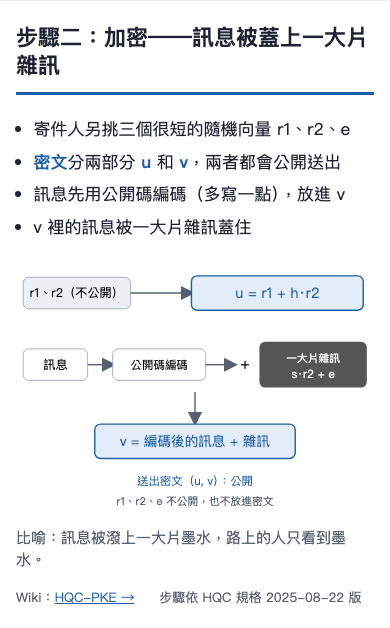 步驟二：加密——訊息被蓋上一大片
雜訊
• 寄件人另挑三個很短的隨機向量 r1、r2、e
• 密文分兩部分 u 和 v，兩者都會公開送出
• 訊息先用公開碼編碼（多寫一點），放進 v
• v 裡的訊息被一大片雜訊蓋住
r1、r2（不公開）
u = r1 + h·r2
訊息
公開碼編碼
+
一大片雜訊
s·r2 + e
v = 編碼後的訊息 + 雜訊
送出密文（u, v）：公開
r1、r2、e 不公開，也不放進密文
比喻：訊息被潑上一大片墨水，路上的人只看到墨
水。
Wiki：HQC-PKE → 步驟依 HQC 規格 2025-08-22 版